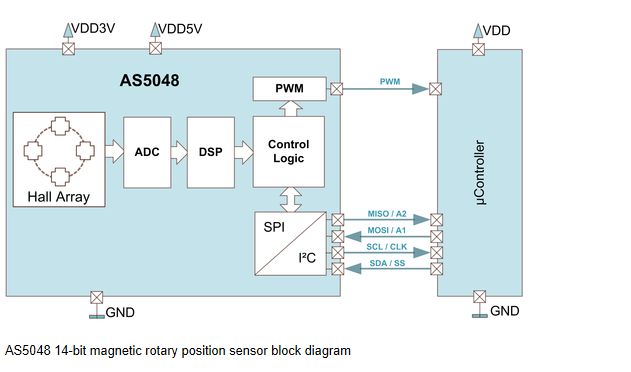 VDD3V
VDD5V
VDD
AS5048
PWM
PWM
Hall Array
ADC
DSP
Control
Logic
µController
SPI
I²C
MISO / A2
MOSI / A1
SCL / CLK
SDA / SS
GND
GND
AS5048 14-bit magnetic rotary position sensor block diagram